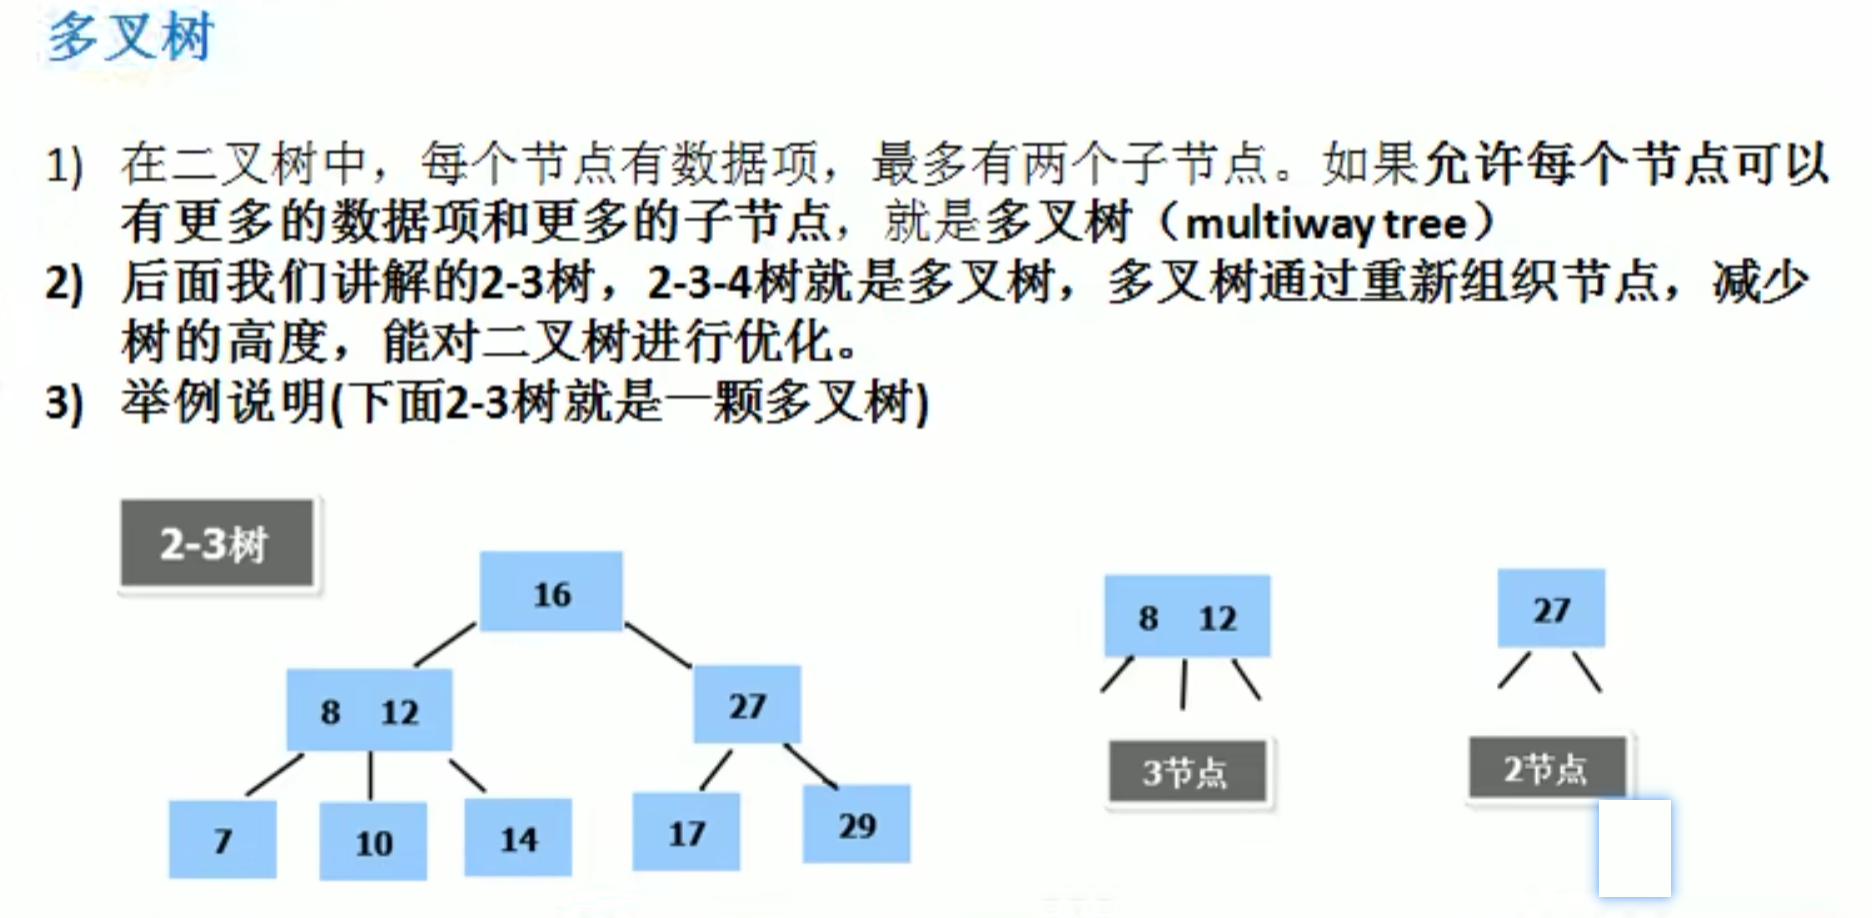 多叉树
1) 在二叉树中，每个节点有数据项，最多有两个子节点。如果允许每个节点可以
有更多的数据项和更多的子节点，就是多叉树（multiway tree）
2) 后面我们讲解的2-3树，2-3-4树就是多叉树，多叉树通过重新组织节点，减少
树的高度，能对二叉树进行优化。
3) 举例说明(下面2-3树就是一颗多叉树)
2-3树
16
8 12
27
7
10
14
17
29
8 12
3节点
27
2节点